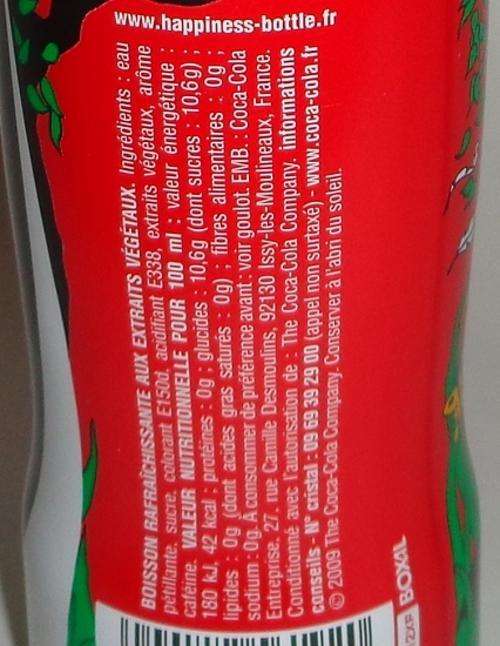 www.happiness-bottle.fr
BOISSON RAFRAÎCHISSANTE AUX EXTRAITS VÉGÉTAUX. Ingrédients : eau
pétillante, sucre, colorant E150d, acidifiant E338, extraits végétaux, arôme
caféine. VALEUR NUTRITIONNELLE POUR 100 ml : valeur énergétique :
180 kJ, 42 kcal ; protéines : 0g ; glucides : 10,6g (dont sucres : 10,6g) ;
lipides : 0g (dont acides gras saturés : 0g) ; fibres alimentaires : 0g ;
sodium : 0g. À consommer de préférence avant : voir goulot. EMB. : Coca-Cola
Entreprise, 27, rue Camille Desmoulins, 92130 Issy-les-Moulineaux, France.
Conditionné avec l'autorisation de : The Coca-Cola Company. informations
conseils - N° cristal : 09 69 39 29 00 (appel non surtaxé) - www.coca-cola.fr
© 2009 The Coca-Cola Company. Conserver à l'abri du soleil.
BOXAL